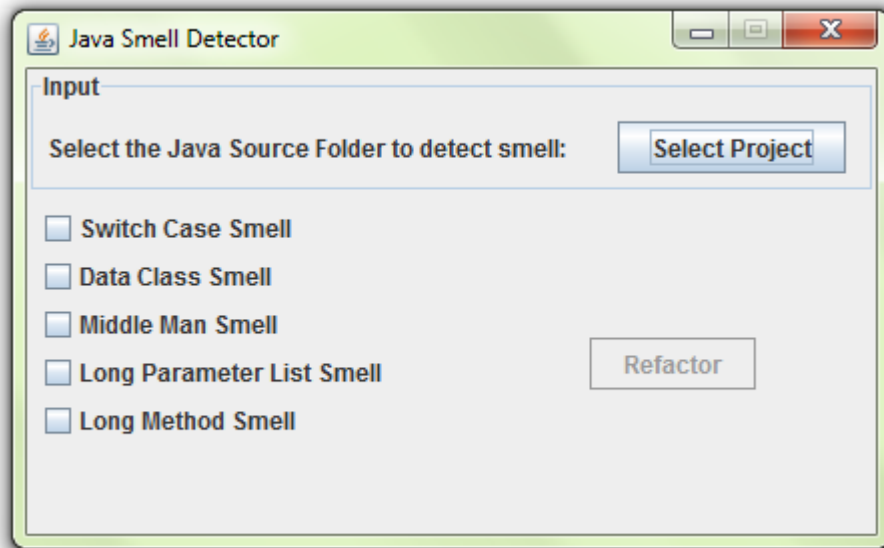 Java Smell Detector
Input
Select the Java Source Folder to detect smell:
Select Project
Switch Case Smell
Data Class Smell
Middle Man Smell
Long Parameter List Smell
Refactor
Long Method Smell